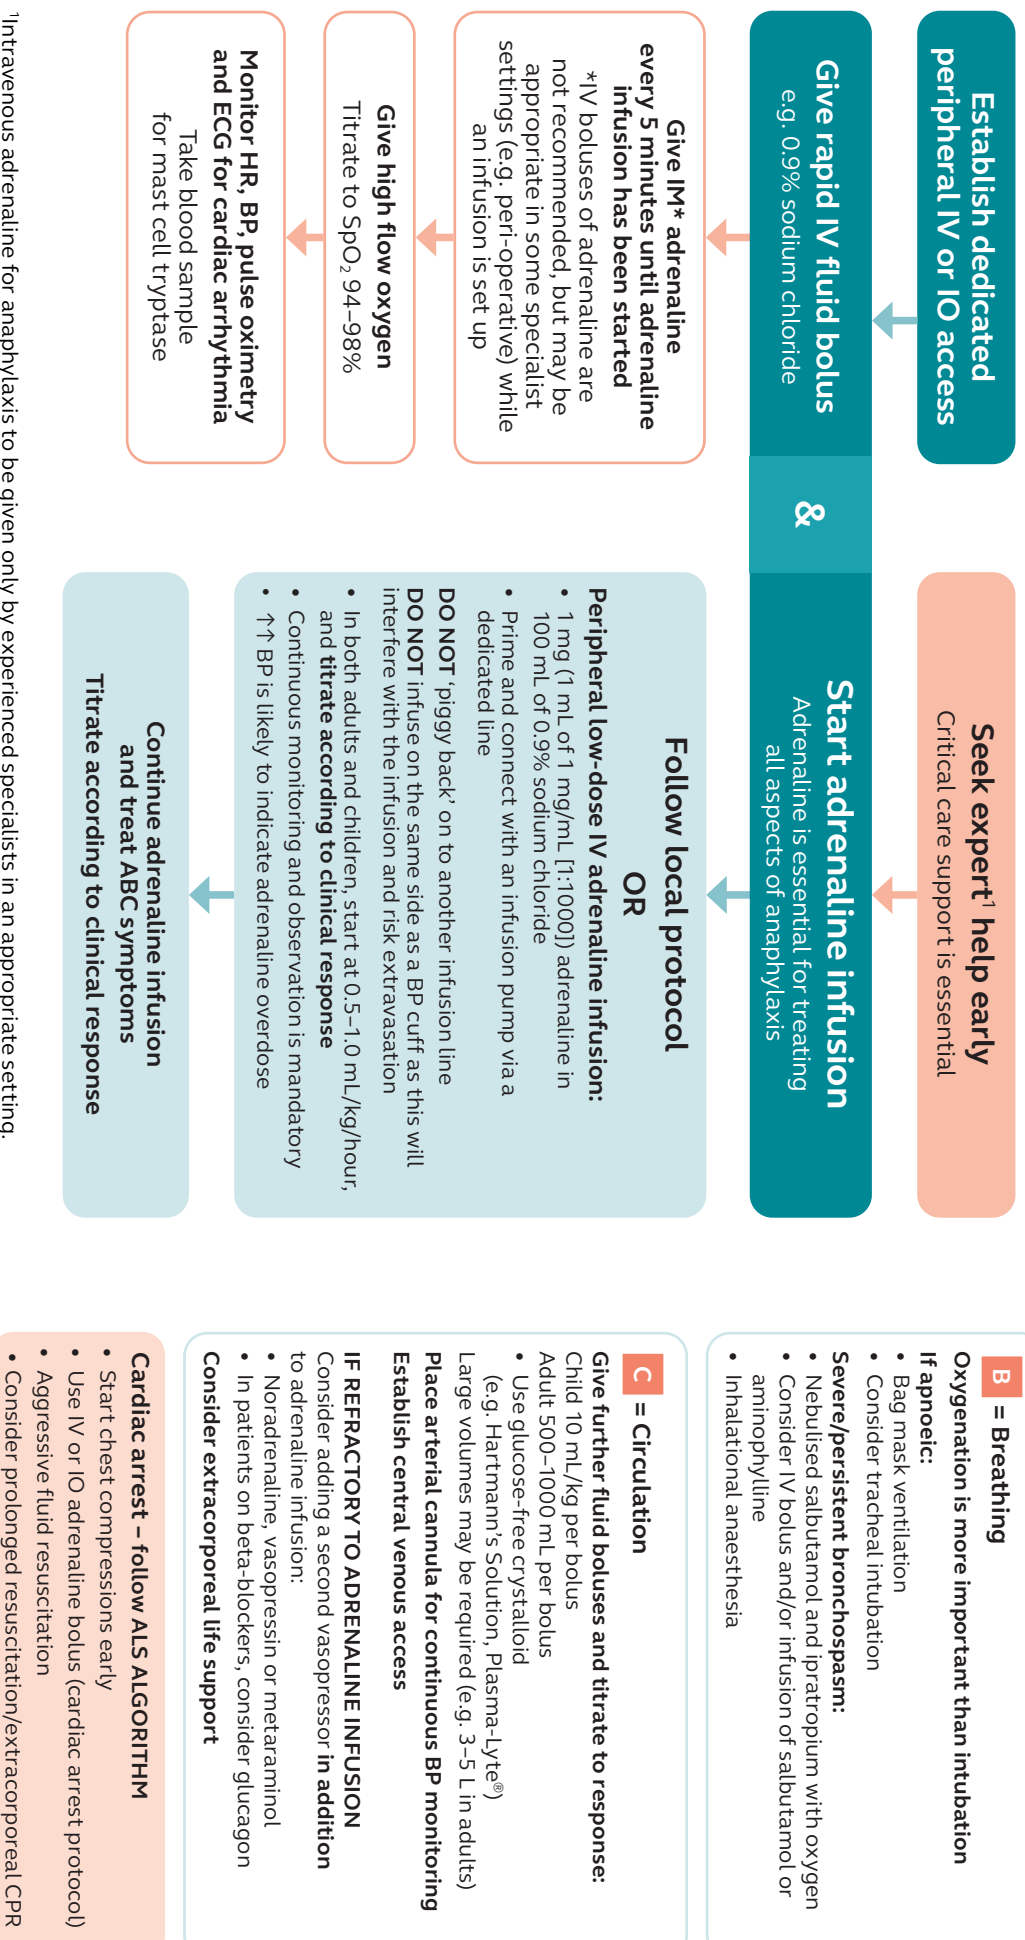 Establish dedicated
peripheral IV or IO access
Seek expert¹ help early
Critical care support is essential
Give rapid IV fluid bolus
e.g. 0.9% sodium chloride
&
Start adrenaline infusion
Adrenaline is essential for treating
all aspects of anaphylaxis
Give IM* adrenaline
every 5 minutes until adrenaline
infusion has been started
*IV boluses of adrenaline are
not recommended, but may be
appropriate in some specialist
settings (e.g. peri-operative) while
an infusion is set up
Give high flow oxygen
Titrate to SpO₂ 94–98%
Monitor HR, BP, pulse oximetry
and ECG for cardiac arrhythmia
Take blood sample
for mast cell tryptase
Follow local protocol
OR
Peripheral low-dose IV adrenaline infusion:
• 1 mg (1 mL of 1 mg/mL [1:1000]) adrenaline in
100 mL of 0.9% sodium chloride
• Prime and connect with an infusion pump via a
dedicated line
DO NOT ‘piggy back’ on to another infusion line
DO NOT infuse on the same side as a BP cuff as this will
interfere with the infusion and risk extravasation
• In both adults and children, start at 0.5–1.0 mL/kg/hour,
and titrate according to clinical response
• Continuous monitoring and observation is mandatory
• ↑↑ BP is likely to indicate adrenaline overdose
Continue adrenaline infusion
and treat ABC symptoms
Titrate according to clinical response
¹Intravenous adrenaline for anaphylaxis to be given only by experienced specialists in an appropriate setting.
B = Breathing
Oxygenation is more important than intubation
If apnoeic:
• Bag mask ventilation
• Consider tracheal intubation
Severe/persistent bronchospasm:
• Nebulised salbutamol and ipratropium with oxygen
• Consider IV bolus and/or infusion of salbutamol or
aminophylline
• Inhalational anaesthesia
C = Circulation
Give further fluid boluses and titrate to response:
Child 10 mL/kg per bolus
Adult 500–1000 mL per bolus
• Use glucose-free crystalloid
(e.g. Hartmann’s Solution, Plasma-Lyte®)
Large volumes may be required (e.g. 3–5 L in adults)
Place arterial cannula for continuous BP monitoring
Establish central venous access
IF REFRACTORY TO ADRENALINE INFUSION
Consider adding a second vasopressor in addition
to adrenaline infusion:
• Noradrenaline, vasopressin or metaraminol
• In patients on beta-blockers, consider glucagon
Consider extracorporeal life support
Cardiac arrest – follow ALS ALGORITHM
• Start chest compressions early
• Use IV or IO adrenaline bolus (cardiac arrest protocol)
• Aggressive fluid resuscitation
• Consider prolonged resuscitation/extracorporeal CPR